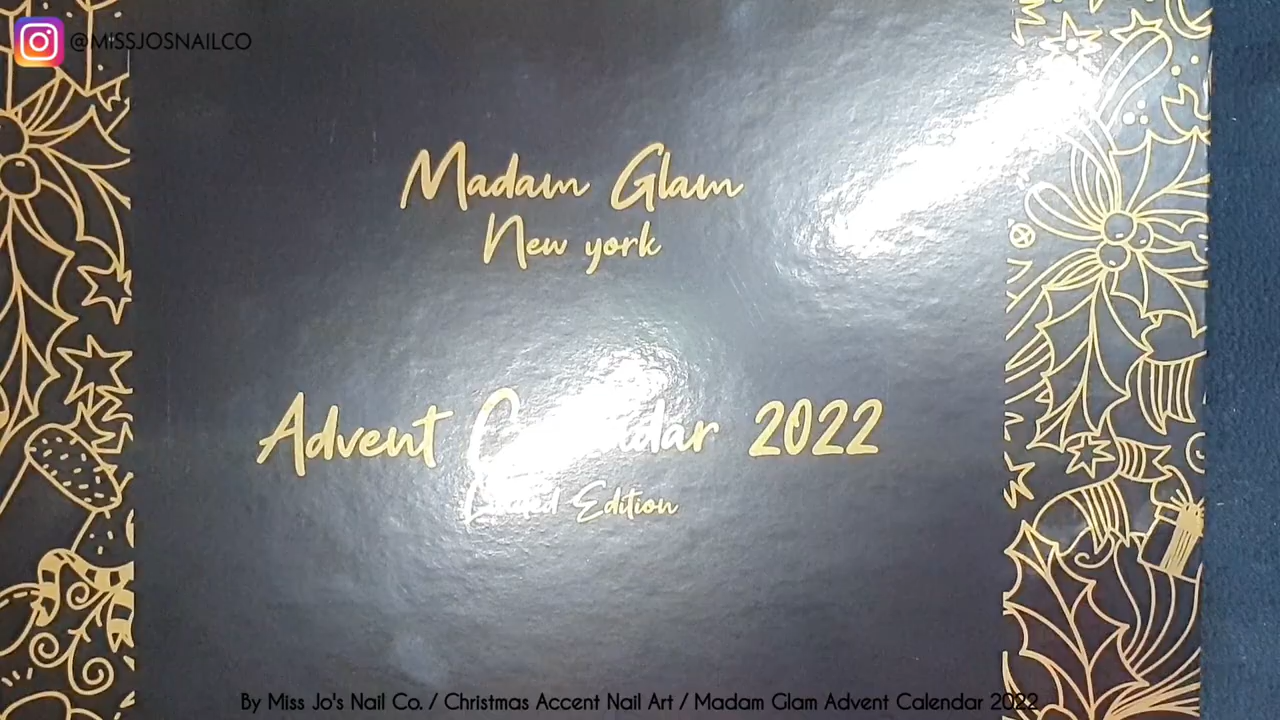 @MISSJOSNAILCO
Madam Glam
New york
Advent Calendar 2022
Limited Edition
By Miss Jo's Nail Co. / Christmas Accent Nail Art / Madam Glam Advent Calendar 2022